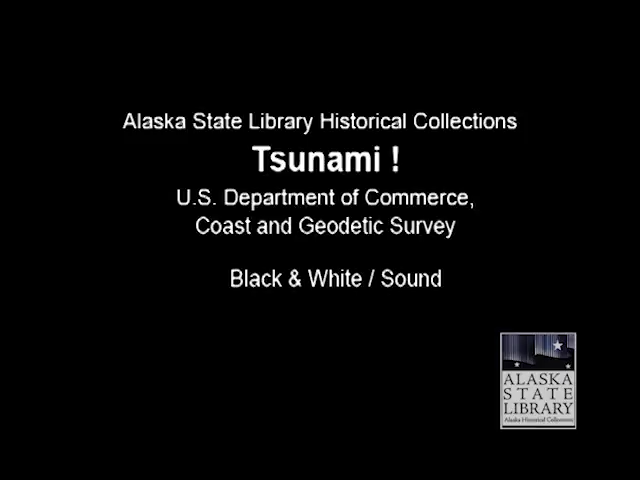 Alaska State Library Historical Collections
Tsunami !
U.S. Department of Commerce,
Coast and Geodetic Survey
Black & White / Sound
ALASKA
STATE
LIBRARY
Alaska Historical Collections